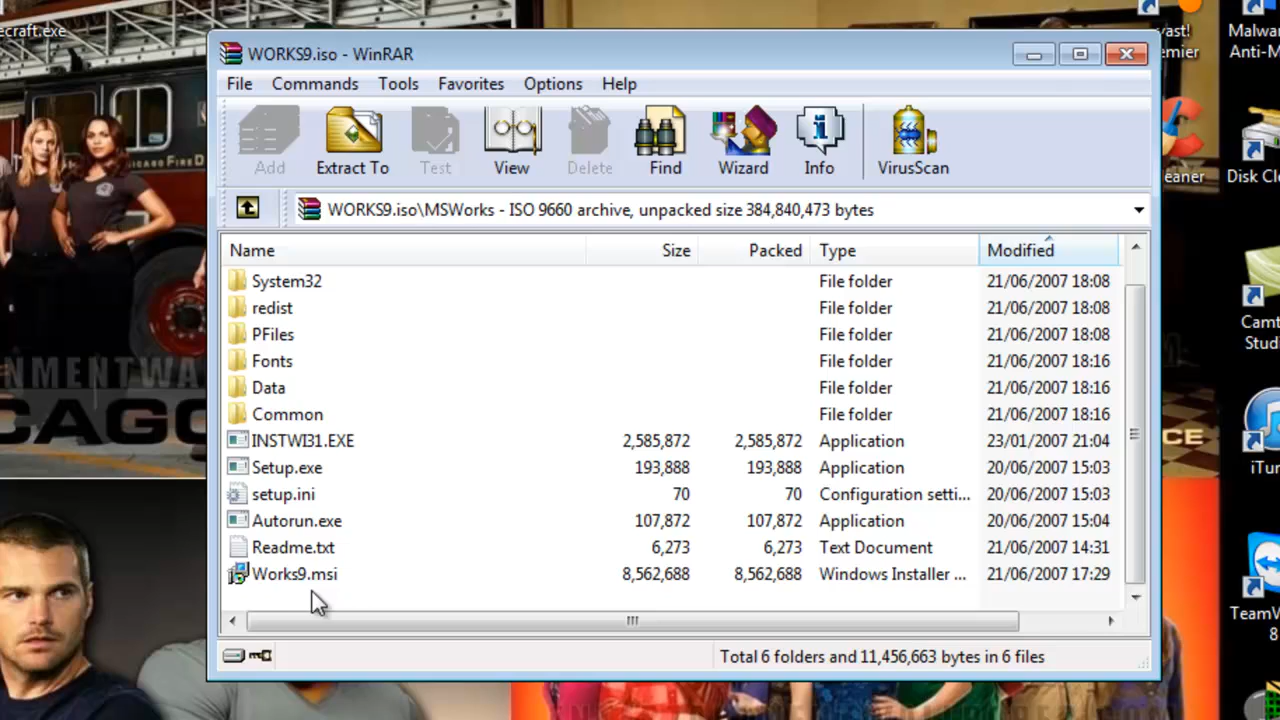 ecraft.exe
WORKS9.iso - WinRAR
File Commands Tools Favorites Options Help
Add Extract To Test View Delete Find Wizard Info VirusScan
WORKS9.iso\MSWorks - ISO 9660 archive, unpacked size 384,840,473 bytes
Name Size Packed Type Modified
System32 File folder 21/06/2007 18:08
redist File folder 21/06/2007 18:08
PFiles File folder 21/06/2007 18:08
Fonts File folder 21/06/2007 18:16
Data File folder 21/06/2007 18:16
Common File folder 21/06/2007 18:16
INSTWI31.EXE 2,585,872 2,585,872 Application 23/01/2007 21:04
Setup.exe 193,888 193,888 Application 20/06/2007 15:03
setup.ini 70 70 Configuration setti... 20/06/2007 15:03
Autorun.exe 107,872 107,872 Application 20/06/2007 15:04
Readme.txt 6,273 6,273 Text Document 21/06/2007 14:31
Works9.msi 8,562,688 8,562,688 Windows Installer ... 21/06/2007 17:29
Total 6 folders and 11,456,663 bytes in 6 files
vast!
emier
Malwar
Anti-M
eaner
Disk Cle
Camt
Studi
iTu
TeamW
8
CAGO
NMENTWA
ICE